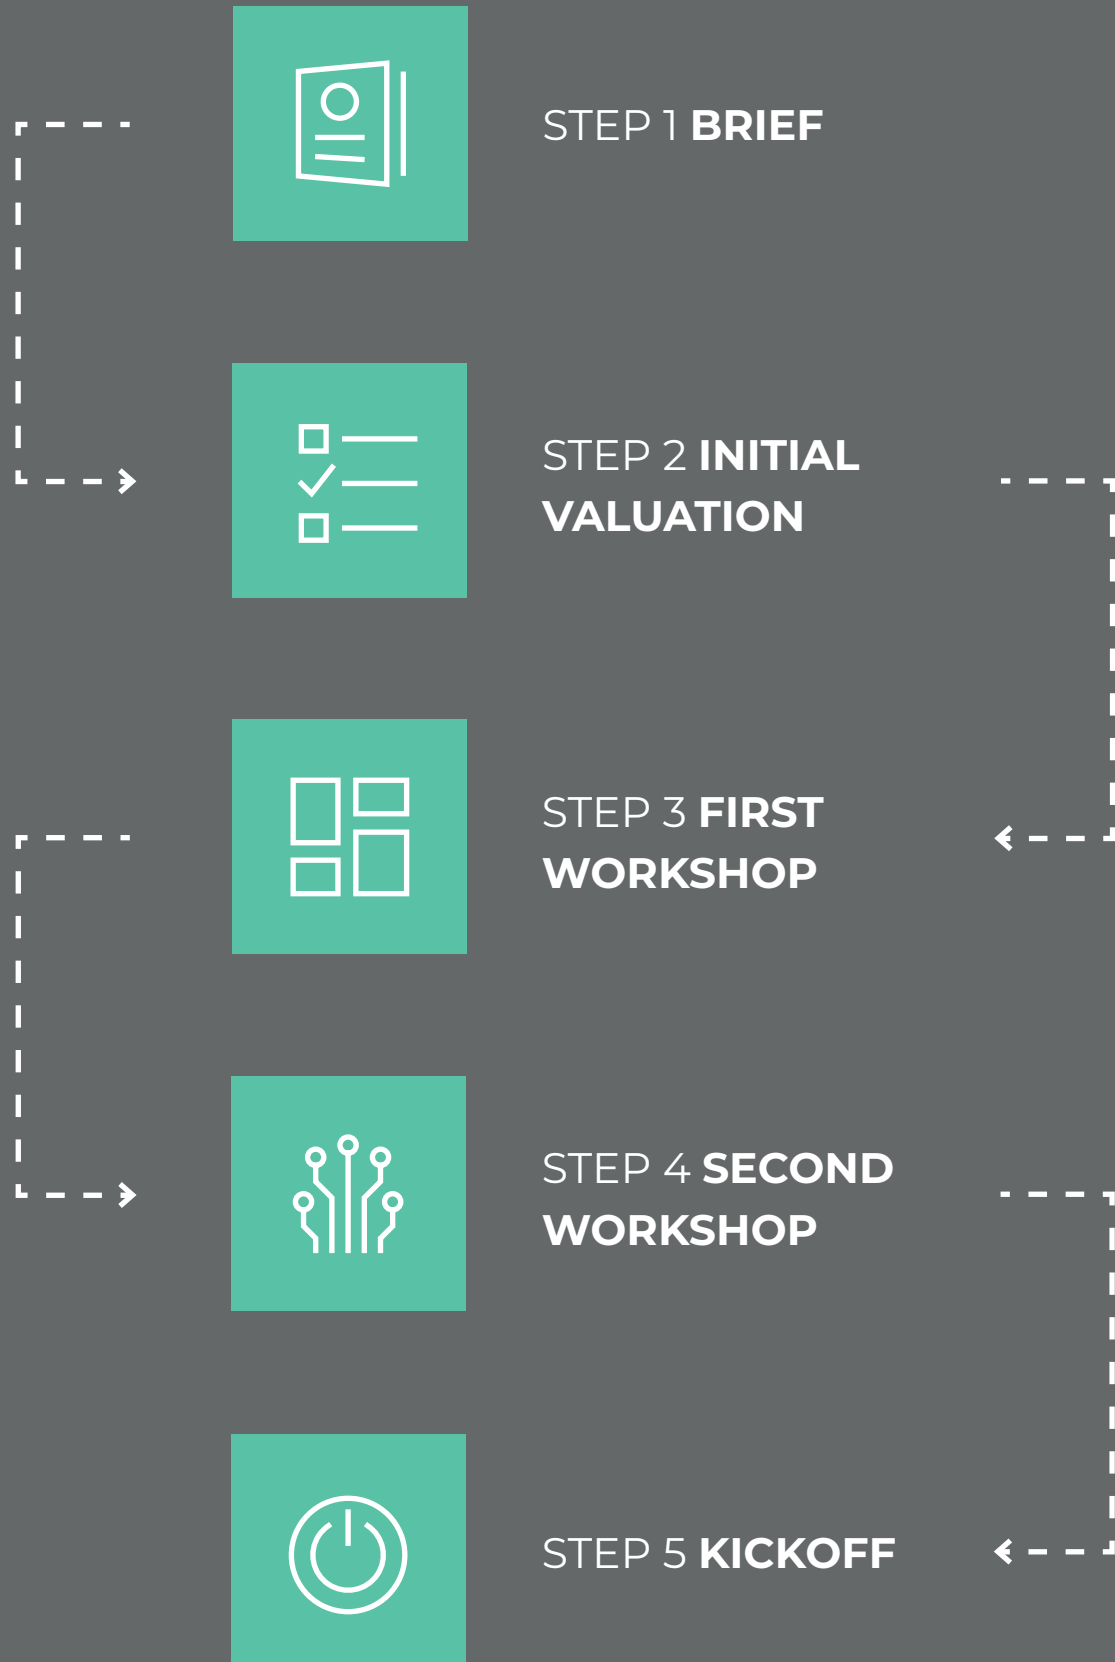 STEP 1 BRIEF
STEP 2 INITIAL
VALUATION
STEP 3 FIRST
WORKSHOP
STEP 4 SECOND
WORKSHOP
STEP 5 KICKOFF